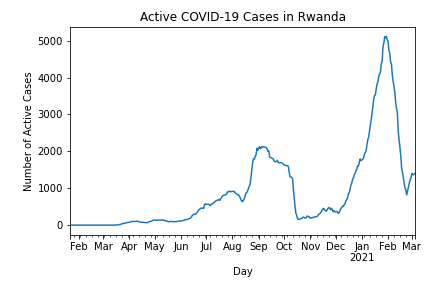 Active COVID-19 Cases in Rwanda
Number of Active Cases
5000
4000
3000
2000
1000
0
Feb Mar Apr May Jun Jul Aug Sep Oct Nov Dec Jan Feb Mar
2021
Day